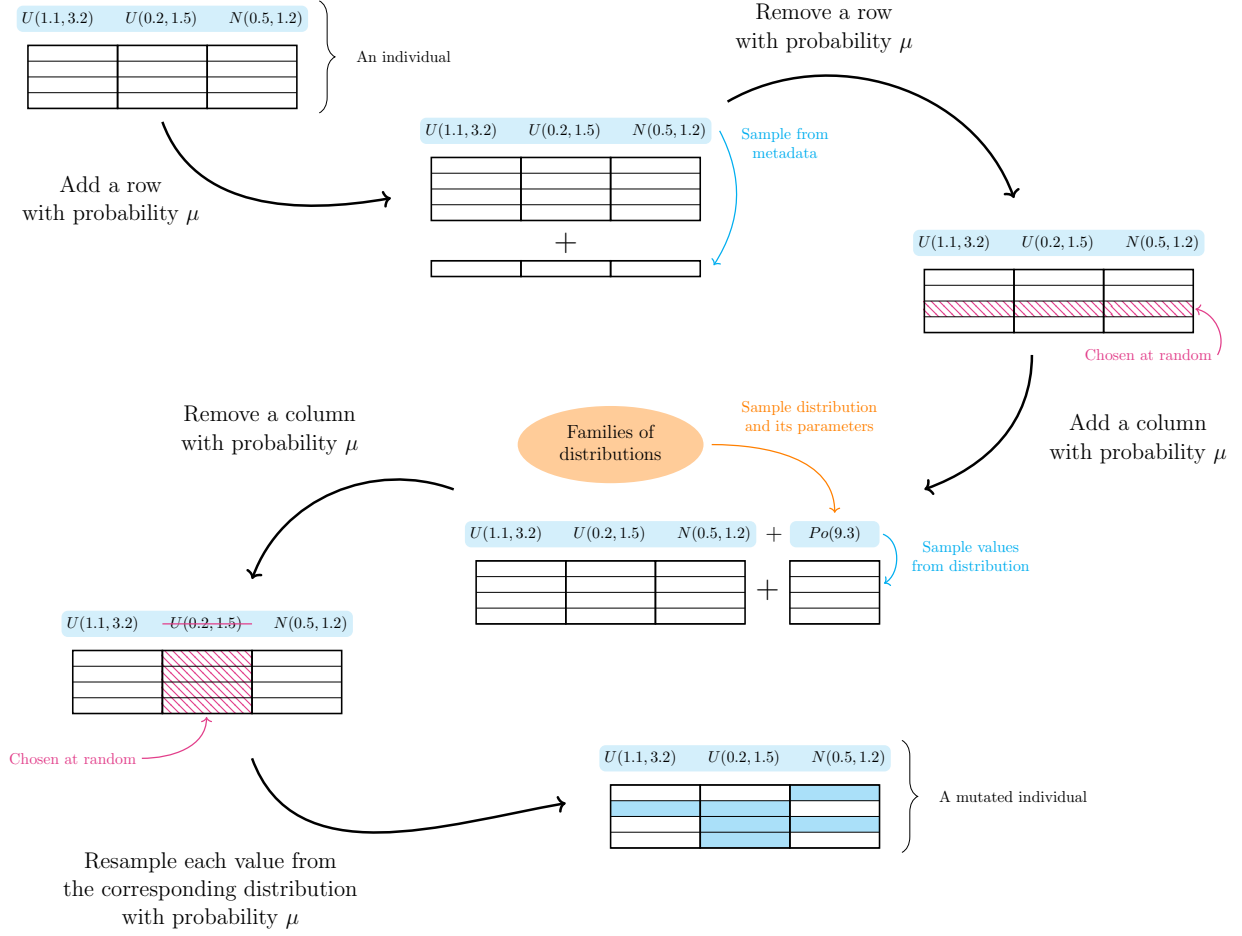 U(1.1, 3.2) U(0.2, 1.5) N(0.5, 1.2)
An individual
Add a row
with probability μ
Remove a row
with probability μ
U(1.1, 3.2) U(0.2, 1.5) N(0.5, 1.2)
+
Sample from
metadata
U(1.1, 3.2) U(0.2, 1.5) N(0.5, 1.2)
Chosen at random
Add a column
with probability μ
Families of
distributions
Sample distribution
and its parameters
U(1.1, 3.2) U(0.2, 1.5) N(0.5, 1.2) + Po(9.3)
+
Sample values
from distribution
Remove a column
with probability μ
U(1.1, 3.2) U(0.2, 1.5) N(0.5, 1.2)
Chosen at random
Resample each value from
the corresponding distribution
with probability μ
U(1.1, 3.2) U(0.2, 1.5) N(0.5, 1.2)
A mutated individual